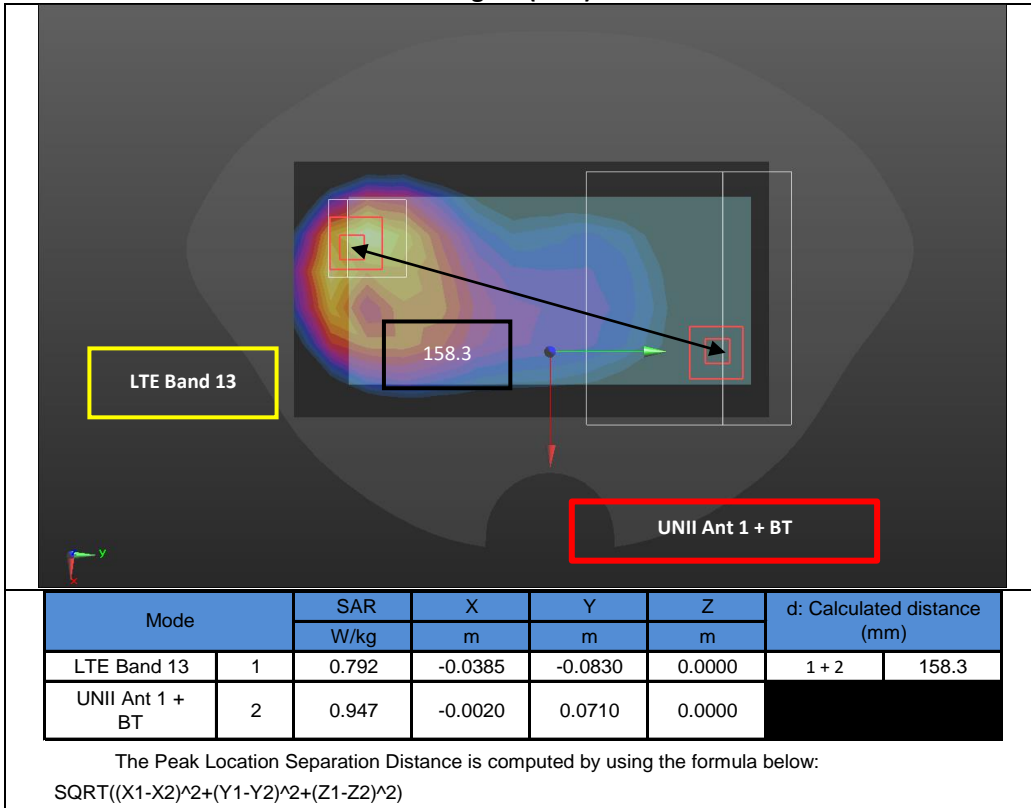 158.3
LTE Band 13
UNII Ant 1 + BT
Y
X
Mode SAR X Y Z d: Calculated distance (mm)
W/kg m m m
LTE Band 13 1 0.792 -0.0385 -0.0830 0.0000 1 + 2 158.3
UNII Ant 1 + BT 2 0.947 -0.0020 0.0710 0.0000
The Peak Location Separation Distance is computed by using the formula below:
SQRT((X1-X2)^2+(Y1-Y2)^2+(Z1-Z2)^2)